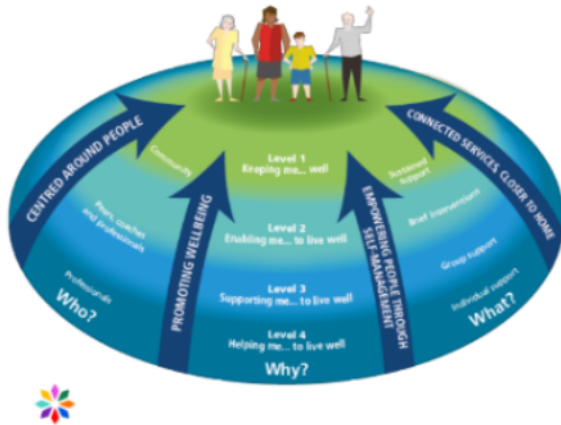 CENTRED AROUND PEOPLE
PROMOTING WELLBEING
EMPOWERING PEOPLE THROUGH
SELF-MANAGEMENT
CONNECTED SERVICES, CLOSER TO HOME
Community
Level 1
Keeping me... well
Sustained
support
Peers, coaches
and professionals
Level 2
Enabling me... to live well
Brief interventions
Level 3
Supporting me... to live well
Group support
Professionals
Level 4
Helping me... to live well
Individual support
Who?
Why?
What?